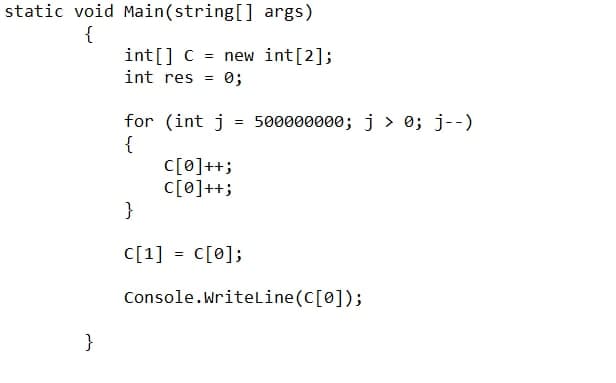 static void Main(string[] args)
{
int[] C = new int[2];
int res = 0;
for (int j = 500000000; j > 0; j--)
{
C[0]++;
C[0]++;
}
C[1] = C[0];
Console.WriteLine(C[0]);
}